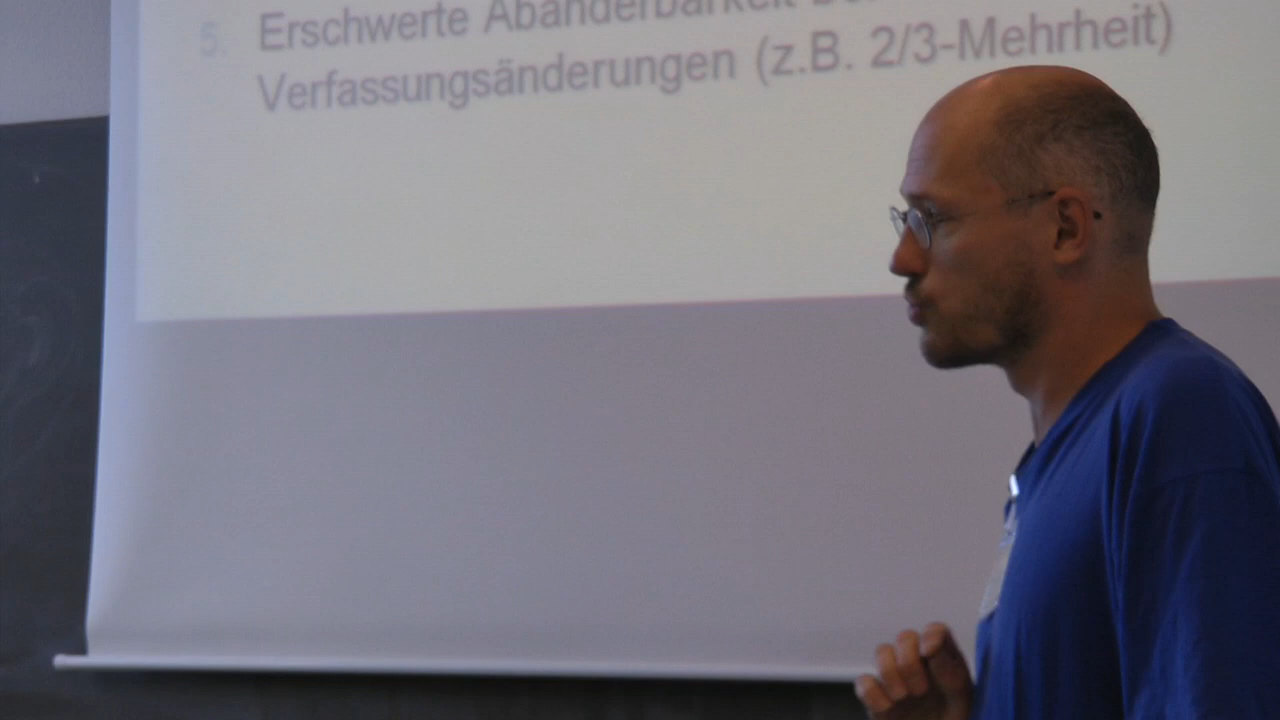 5. Erschwerte Abänderbarkeit
Verfassungsänderungen (z.B. 2/3-Mehrheit)